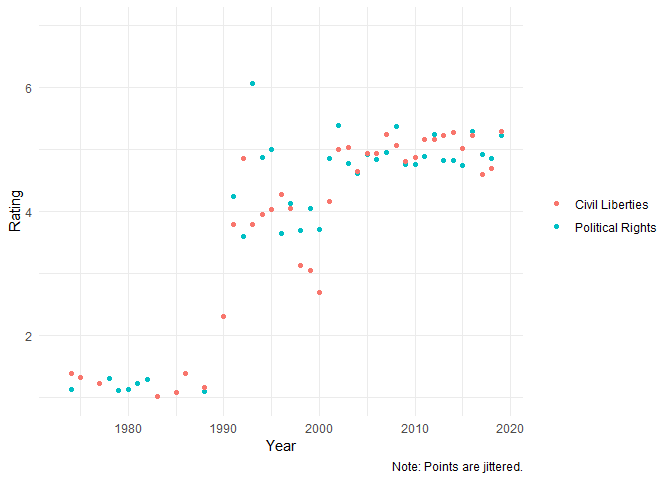 6
4
2
Rating
1980
1990
2000
2010
2020
Year
Civil Liberties
Political Rights
Note: Points are jittered.